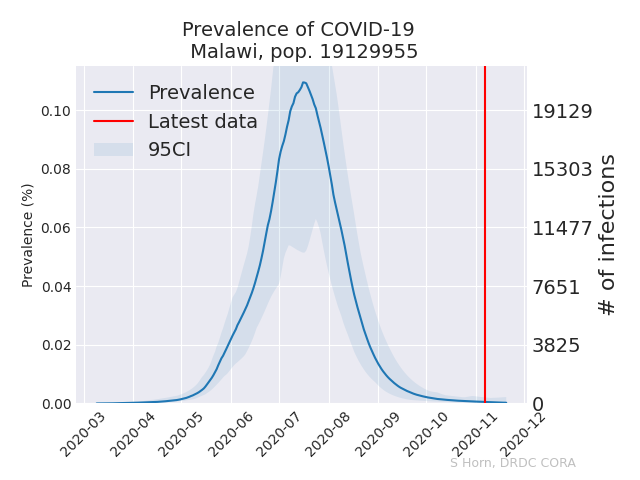 Prevalence of COVID-19
Malawi, pop. 19129955
Prevalence
Latest data
95CI
Prevalence (%)
0.10
0.08
0.06
0.04
0.02
0.00
19129
15303
11477
7651
3825
0
# of infections
2020-03
2020-04
2020-05
2020-06
2020-07
2020-08
2020-09
2020-10
2020-11
2020-12
S Horn, DRDC CORA